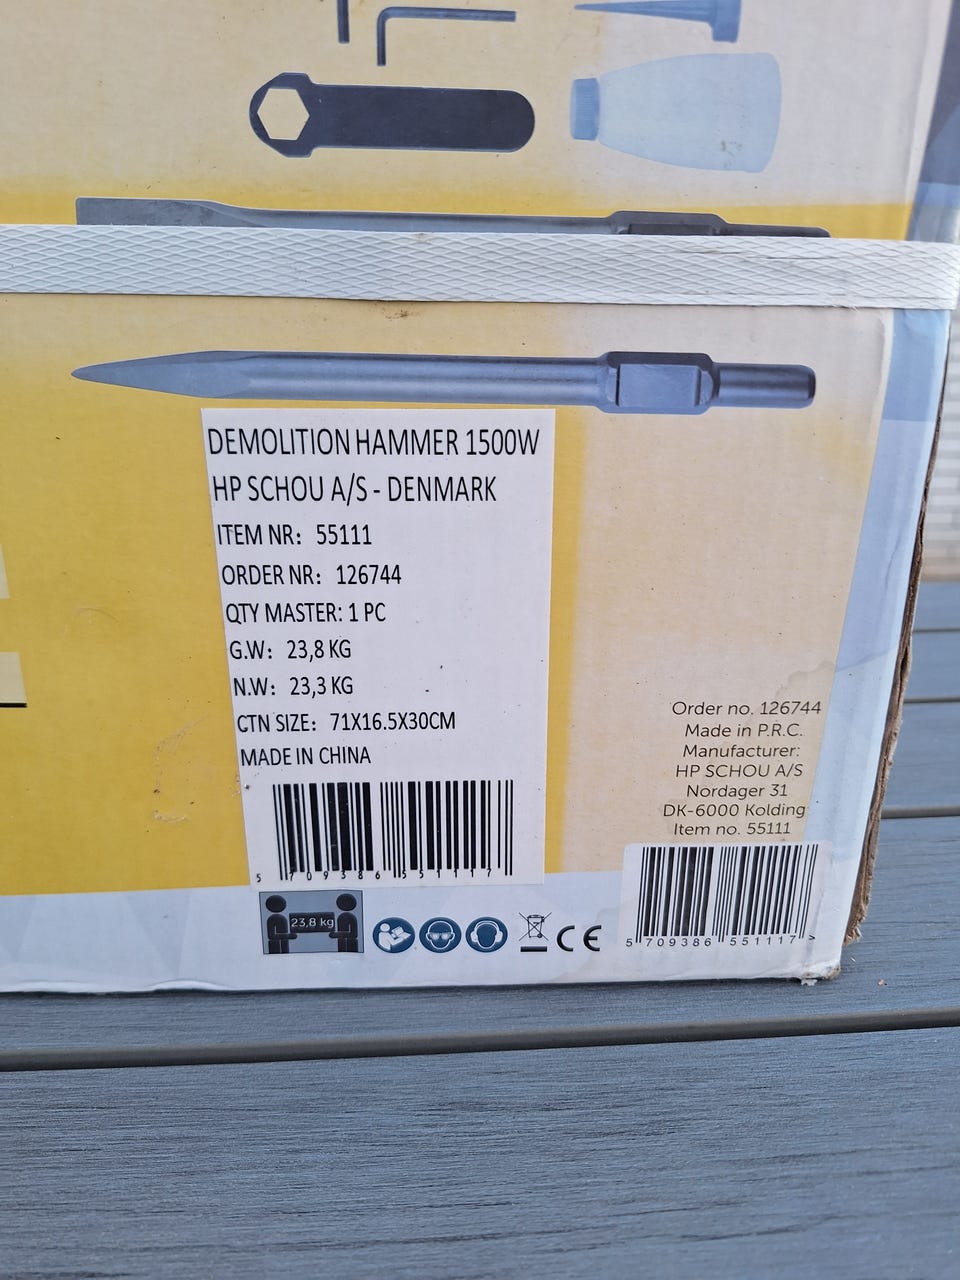 DEMOLITION HAMMER 1500W
HP SCHOU A/S - DENMARK
ITEM NR: 55111
ORDER NR: 126744
QTY MASTER: 1 PC
G.W: 23,8 KG
N.W: 23,3 KG
CTN SIZE: 71X16.5X30CM
MADE IN CHINA
5 709386 551117
23,8 kg
CE
Order no. 126744
Made in P.R.C.
Manufacturer:
HP SCHOU A/S
Nordager 31
DK-6000 Kolding
Item no. 55111
5 709386 551117 >